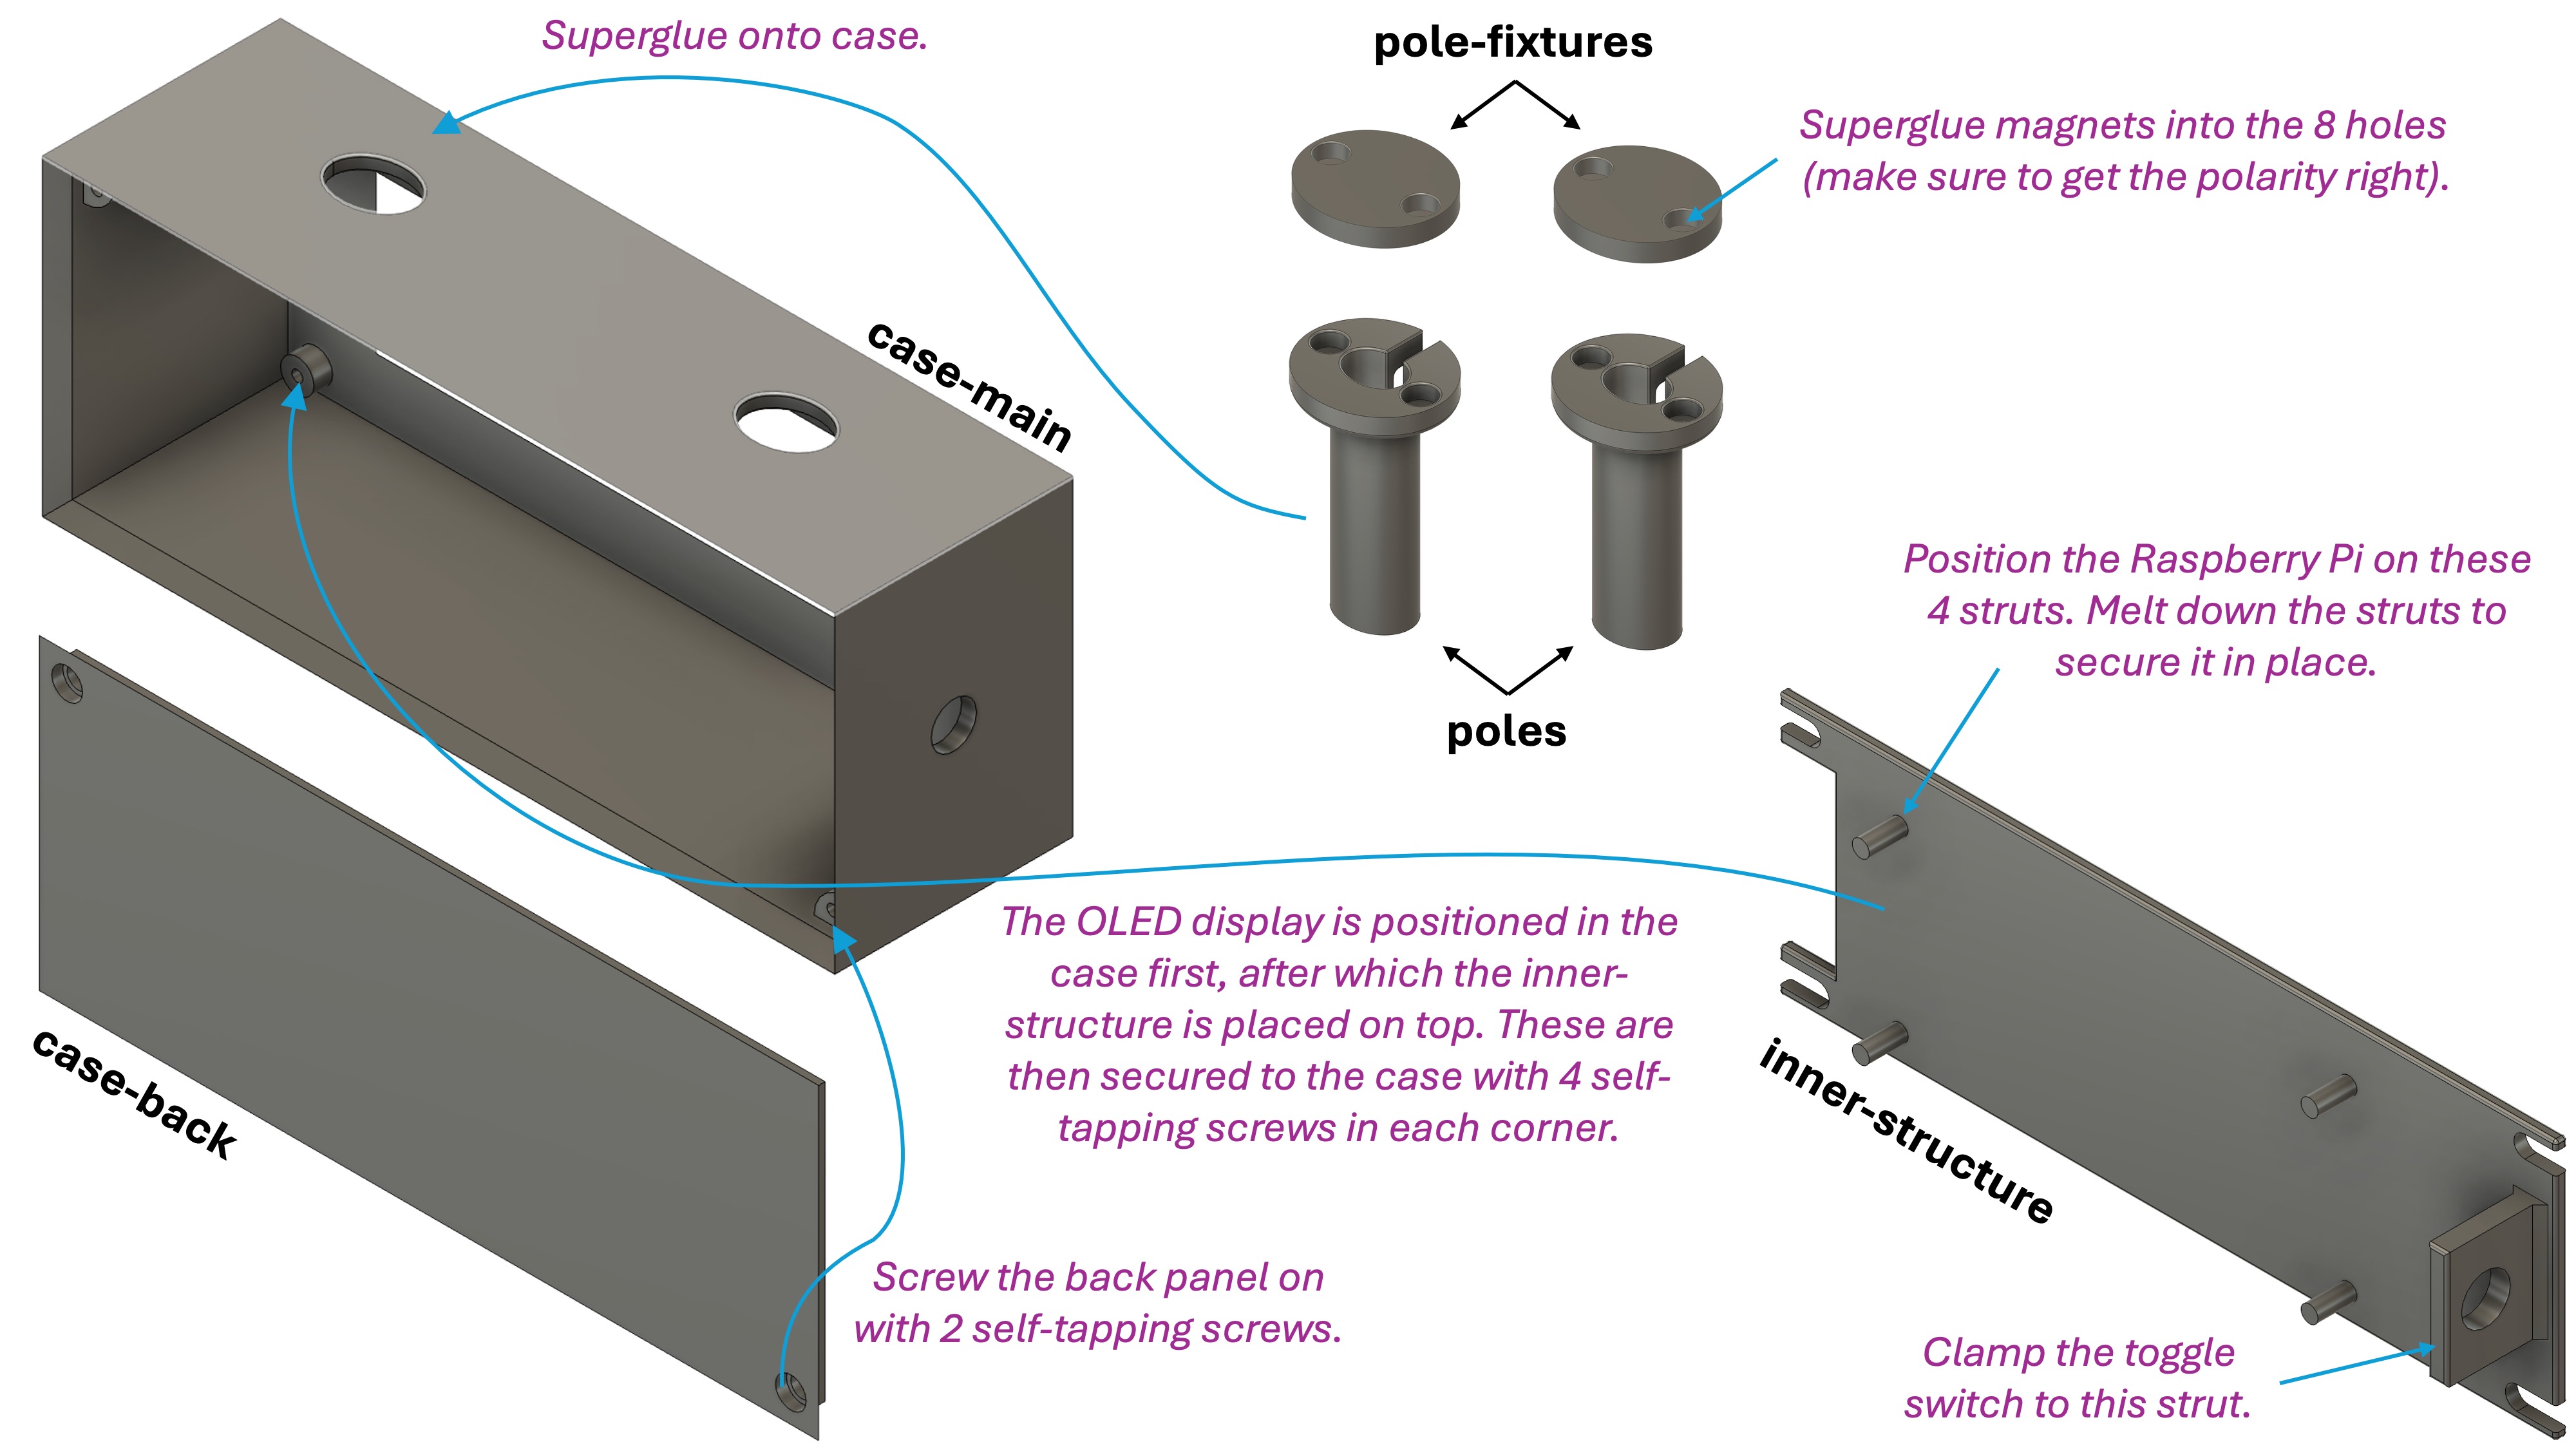 Superglue onto case.
pole-fixtures
Superglue magnets into the 8 holes
(make sure to get the polarity right).
case-main
poles
Position the Raspberry Pi on these
4 struts. Melt down the struts to
secure it in place.
The OLED display is positioned in the
case first, after which the inner-
structure is placed on top. These are
then secured to the case with 4 self-
tapping screws in each corner.
case-back
inner-structure
Screw the back panel on
with 2 self-tapping screws.
Clamp the toggle
switch to this strut.